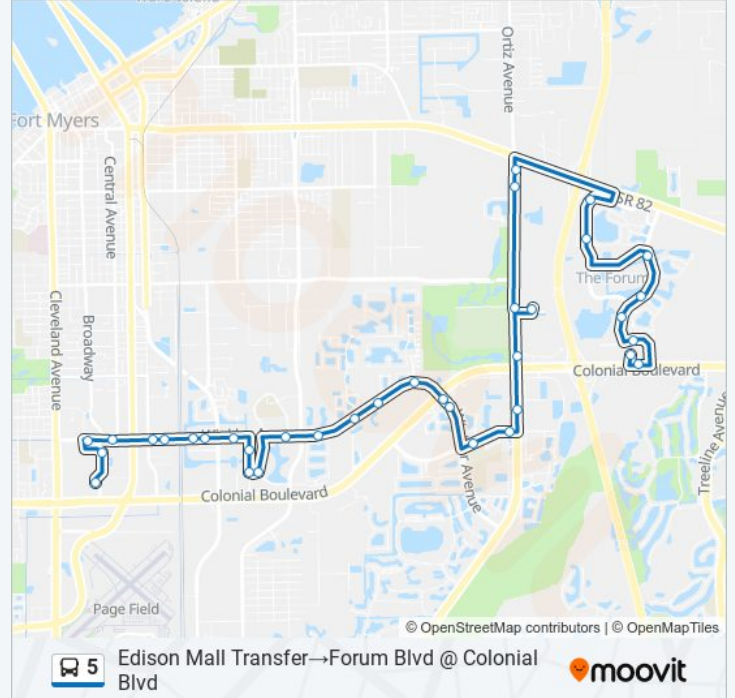 Ortiz Avenue
Fort Myers
Central Avenue
SR 82
The Forum
Cleveland Avenue
Broadway
Colonial Boulevard
Treeline Avenue
Colonial Boulevard
Page Field
© OpenStreetMap contributors | © OpenMapTiles
5
Edison Mall Transfer→Forum Blvd @ Colonial
Blvd
moovit